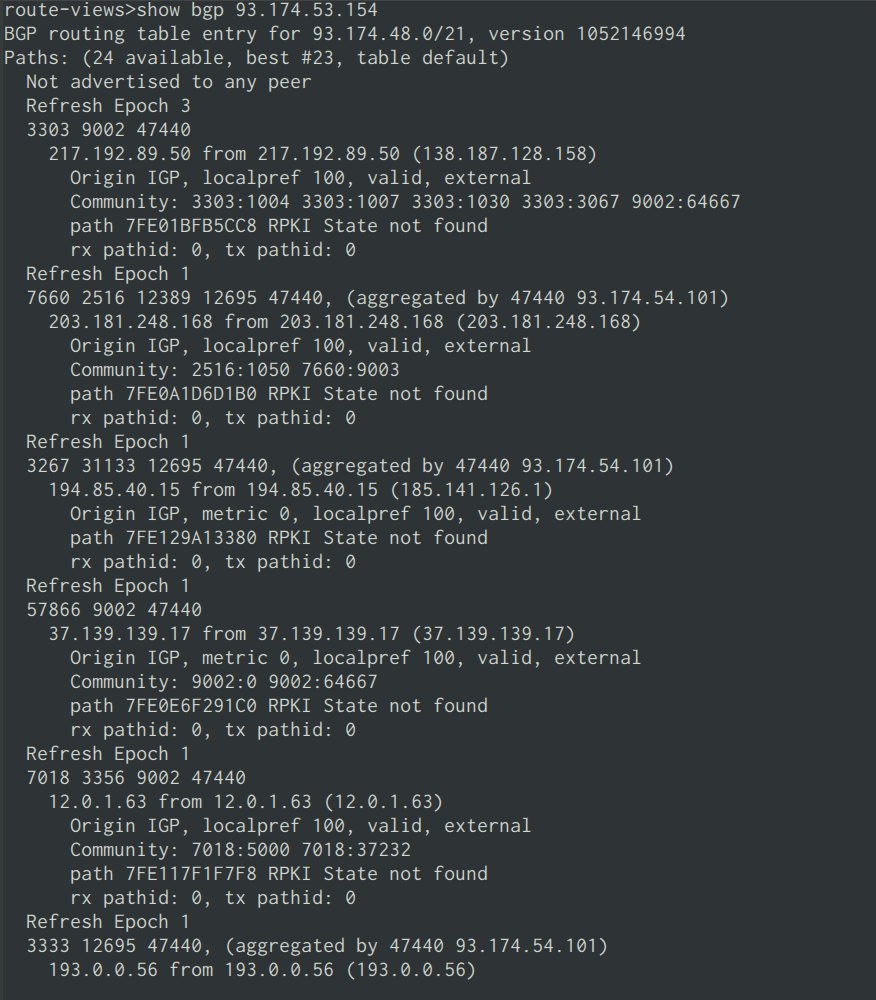 route-views>show bgp 93.174.53.154
BGP routing table entry for 93.174.48.0/21, version 1052146994
Paths: (24 available, best #23, table default)
Not advertised to any peer
Refresh Epoch 3
3303 9002 47440
217.192.89.50 from 217.192.89.50 (138.187.128.158)
Origin IGP, localpref 100, valid, external
Community: 3303:1004 3303:1007 3303:1030 3303:3067 9002:64667
path 7FE01BFB5CC8 RPKI State not found
rx pathid: 0, tx pathid: 0
Refresh Epoch 1
7660 2516 12389 12695 47440, (aggregated by 47440 93.174.54.101)
203.181.248.168 from 203.181.248.168 (203.181.248.168)
Origin IGP, localpref 100, valid, external
Community: 2516:1050 7660:9003
path 7FE0A1D6D1B0 RPKI State not found
rx pathid: 0, tx pathid: 0
Refresh Epoch 1
3267 31133 12695 47440, (aggregated by 47440 93.174.54.101)
194.85.40.15 from 194.85.40.15 (185.141.126.1)
Origin IGP, metric 0, localpref 100, valid, external
path 7FE129A13380 RPKI State not found
rx pathid: 0, tx pathid: 0
Refresh Epoch 1
57866 9002 47440
37.139.139.17 from 37.139.139.17 (37.139.139.17)
Origin IGP, metric 0, localpref 100, valid, external
Community: 9002:0 9002:64667
path 7FE0E6F291C0 RPKI State not found
rx pathid: 0, tx pathid: 0
Refresh Epoch 1
7018 3356 9002 47440
12.0.1.63 from 12.0.1.63 (12.0.1.63)
Origin IGP, localpref 100, valid, external
Community: 7018:5000 7018:37232
path 7FE117F1F7F8 RPKI State not found
rx pathid: 0, tx pathid: 0
Refresh Epoch 1
3333 12695 47440, (aggregated by 47440 93.174.54.101)
193.0.0.56 from 193.0.0.56 (193.0.0.56)